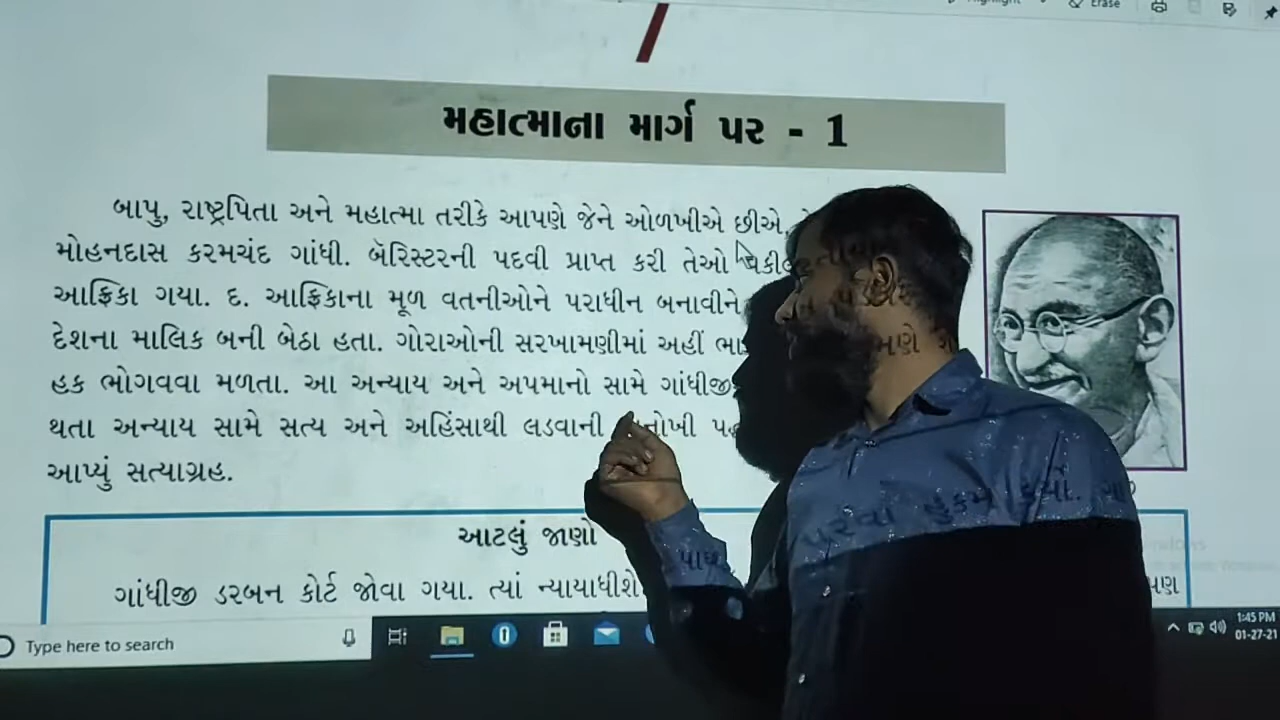 Erase
મહાત્માના માર્ગ પર - 1
બાપુ, રાષ્ટ્રપિતા અને મહાત્મા તરીકે આપણે જેને ઓળખીએ છીએ,
મોહનદાસ કરમચંદ ગાંધી. બૅરિસ્ટરની પદવી પ્રાપ્ત કરી તેઓ
આફ્રિકા ગયા. દ. આફ્રિકાના મૂળ વતનીઓને પરાધીન બનાવીને
દેશના માલિક બની બેઠા હતા. ગોરાઓની સરખામણીમાં અહીં
હક ભોગવવા મળતા. આ અન્યાય અને અપમાનો સામે ગાંધીજી
થતા અન્યાય સામે સત્ય અને અહિંસાથી લડવાની
આપ્યું સત્યાગ્રહ.
આટલું જાણો
ગાંધીજી ડરબન કોર્ટ જોવા ગયા. ત્યાં ન્યાયાધીશે
Type here to search
1:45 PM
01-27-21